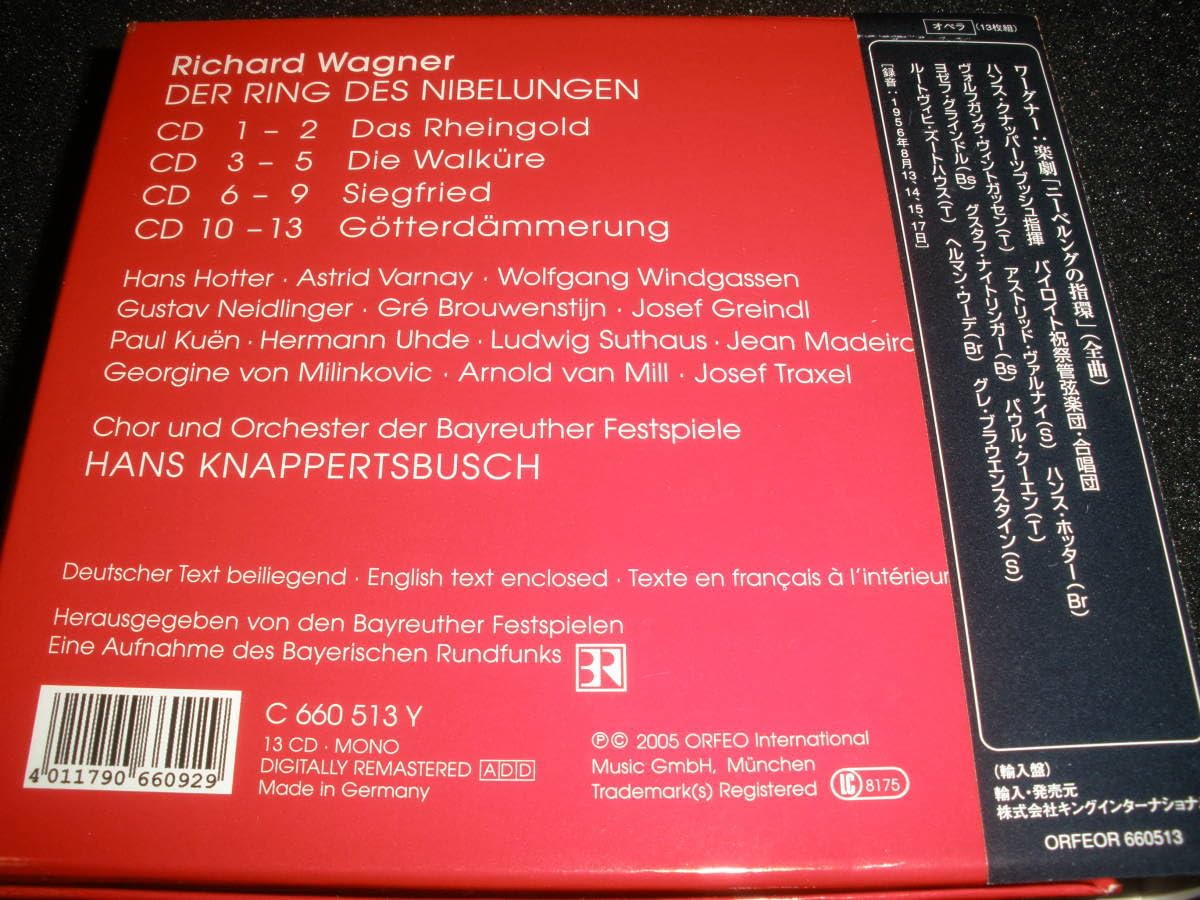 Richard Wagner
DER RING DES NIBELUNGEN
CD 1 – 2 Das Rheingold
CD 3 – 5 Die Walküre
CD 6 – 9 Siegfried
CD 10 – 13 Götterdämmerung
Hans Hotter · Astrid Varnay · Wolfgang Windgassen
Gustav Neidlinger · Gré Brouwenstijn · Josef Greindl
Paul Kuën · Hermann Uhde · Ludwig Suthaus · Jean Madeira
Georgine von Milinkovic · Arnold van Mill · Josef Traxel
Chor und Orchester der Bayreuther Festspiele
HANS KNAPPERTSBUSCH
Deutscher Text beiliegend · English text enclosed · Texte en français à l'intérieur
Herausgegeben von den Bayreuther Festspielen
Eine Aufnahme des Bayerischen Rundfunks BR
4 011790 660929
C 660 513 Y
13 CD · MONO
DIGITALLY REMASTERED ADD
Made in Germany
℗© 2005 ORFEO International
Music GmbH, München
Trademark(s) Registered LC 8175
オペラ (13枚組)
ワーグナー:楽劇「ニーベルングの指環」(全曲)
ハンス・クナッパーツブッシュ指揮 バイロイト祝祭管弦楽団・合唱団
ヴォルフガング・ヴィントガッセン(T) アストリッド・ヴァルナイ(S) ハンス・ホッター(Br)
ヨゼフ・グラインドル(Bs) グスタフ・ナイトリンガー(Bs) パウル・クーエン(T)
ルートヴィヒ・ズートハウス(T) ヘルマン・ウーデ(Br) グレ・ブラウエンスタイン(S)
[録音:1956年8月13、14、15、17日]
(輸入盤)
輸入・発売元
株式会社キングインターナショナ
ORFEOR 660513